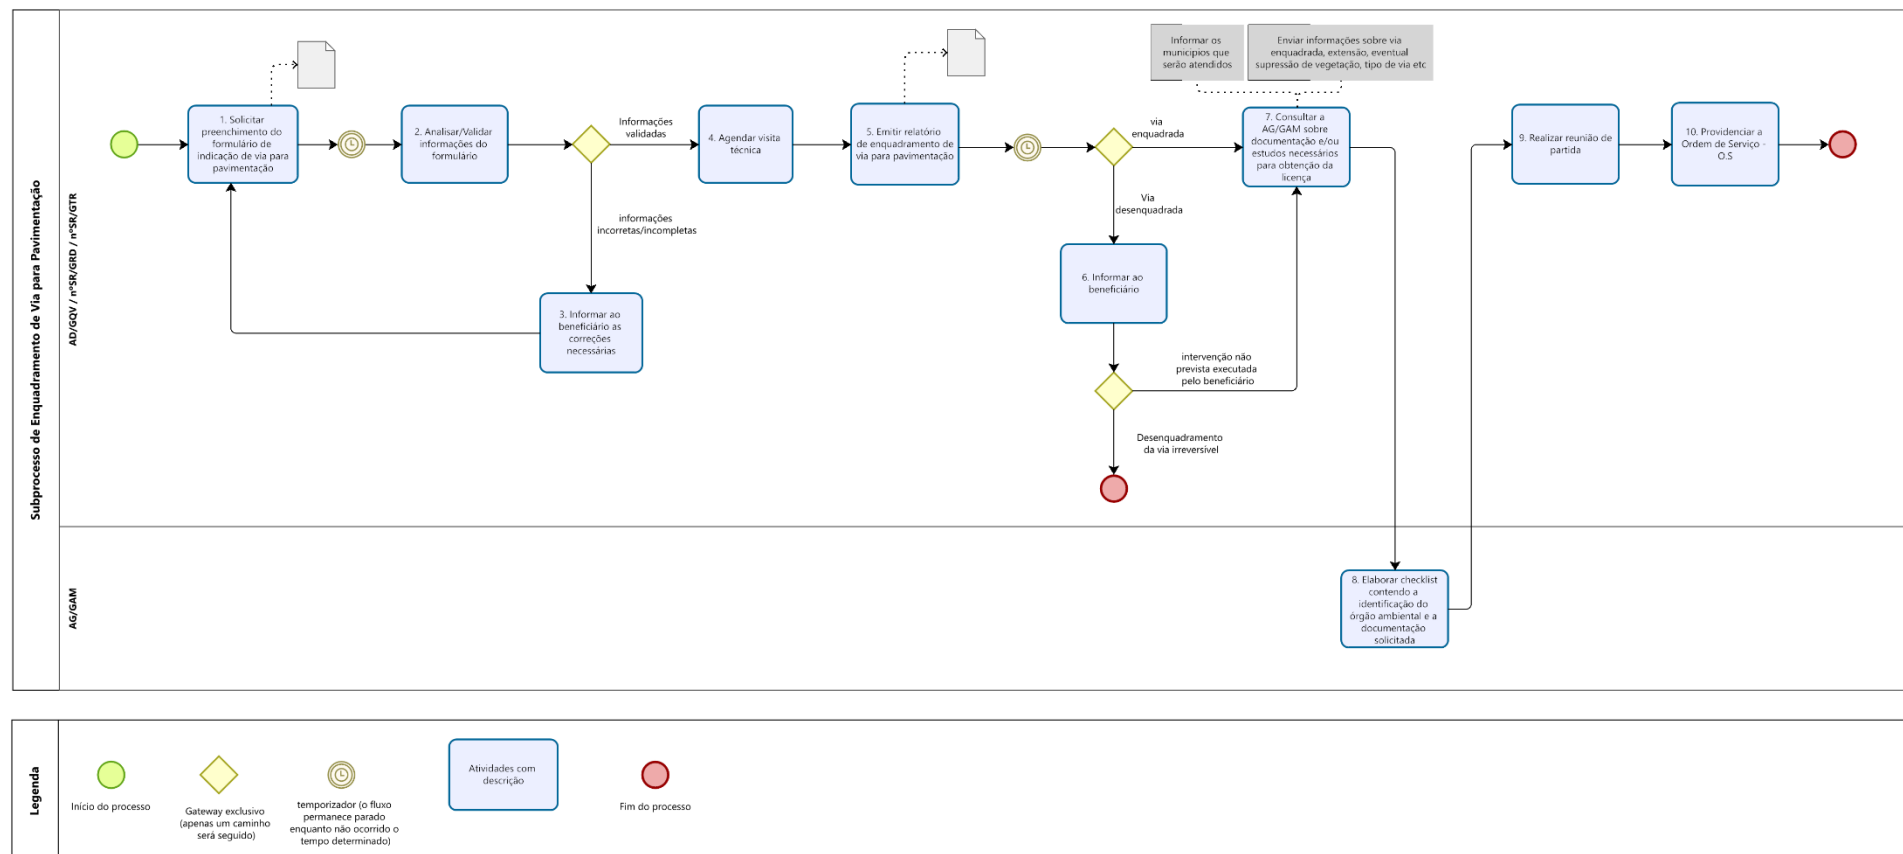 Subprocesso de Enquadramento de Via para Pavimentação
AD/GQV / nºSR/GRD / nºSR/GTR
1. Solicitar
preenchimento do
formulário de
indicação de via para
pavimentação
2. Analisar/Validar
informações do
formulário
Informações
validadas
informações
incorretas/incompletas
3. Informar ao
beneficiário as
correções
necessárias
4. Agendar visita
técnica
5. Emitir relatório
de enquadramento de
via para pavimentação
via
enquadrada
Via
desenquadrada
6. Informar ao
beneficiário
intervenção não
prevista executada
pelo beneficiário
Desenquadramento
da via irreversível
Informar os
municipios que
serão atendidos
Enviar informações sobre via
enquadrada, extensão, eventual
supressão de vegetação, tipo de via etc
7. Consultar a
AG/GAM sobre
documentação e/ou
estudos necessários
para obtenção da
licença
9. Realizar reunião de
partida
10. Providenciar a
Ordem de Serviço -
O.S
AG/GAM
8. Elaborar checklist
contendo a
identificação do
órgão ambiental e a
documentação
solicitada
Legenda
Início do processo
Gateway exclusivo
(apenas um caminho
será seguido)
temporizador (o fluxo
permanece parado
enquanto não ocorrido o
tempo determinado)
Atividades com
descrição
Fim do processo